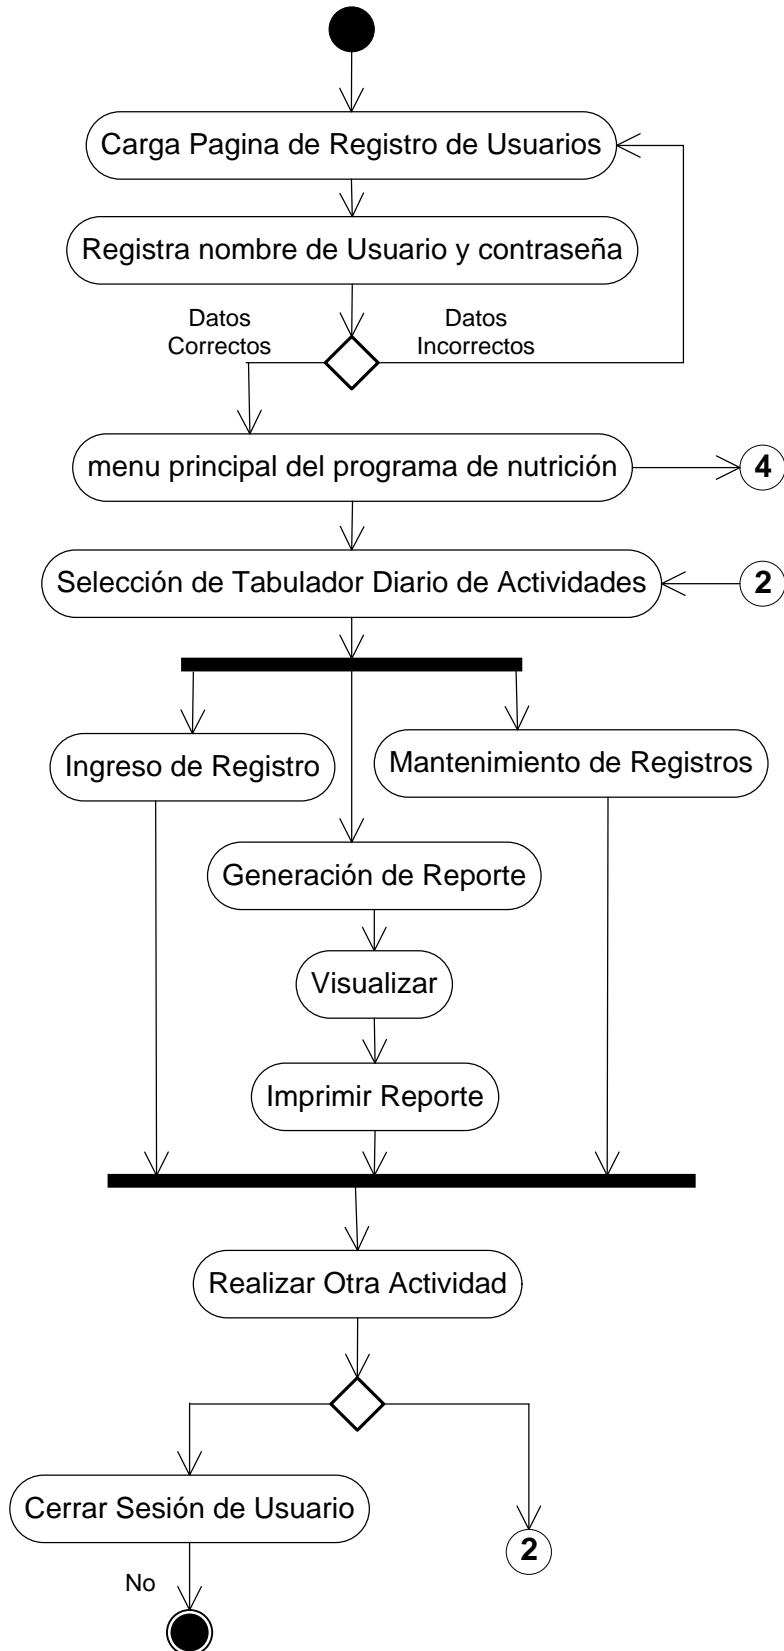 Carga Pagina de Registro de Usuarios
Registra nombre de Usuario y contraseña
Datos
Correctos
Datos
Incorrectos
menu principal del programa de nutrición
4
Selección de Tabulador Diario de Actividades
2
Ingreso de Registro
Mantenimiento de Registros
Generación de Reporte
Visualizar
Imprimir Reporte
Realizar Otra Actividad
Cerrar Sesión de Usuario
2
No